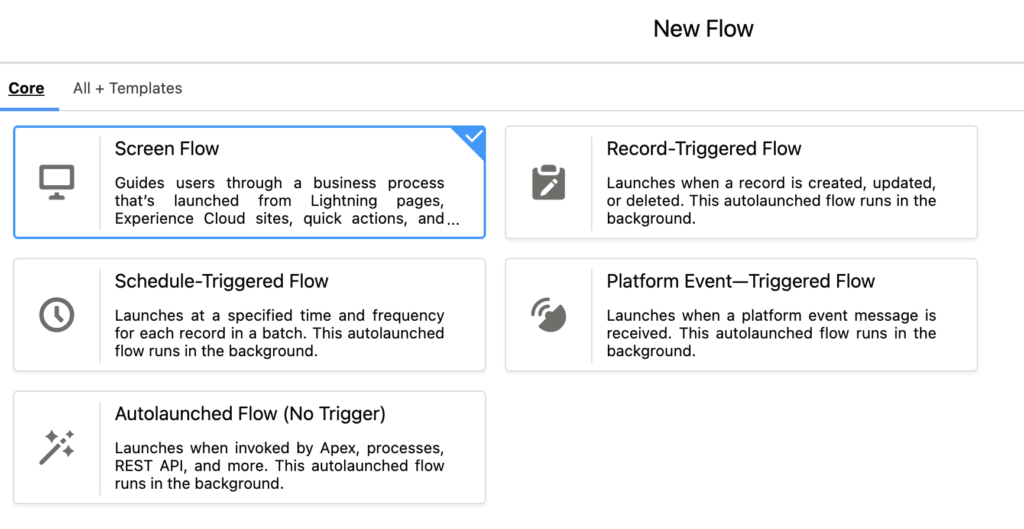 New Flow
Core
All + Templates
Screen Flow
Guides users through a business process
that’s launched from Lightning pages,
Experience Cloud sites, quick actions, and...
Record-Triggered Flow
Launches when a record is created, updated,
or deleted. This autolaunched flow runs in the
background.
Schedule-Triggered Flow
Launches at a specified time and frequency
for each record in a batch. This autolaunched
flow runs in the background.
Platform Event—Triggered Flow
Launches when a platform event message is
received. This autolaunched flow runs in the
background.
Autolaunched Flow (No Trigger)
Launches when invoked by Apex, processes,
REST API, and more. This autolaunched flow
runs in the background.